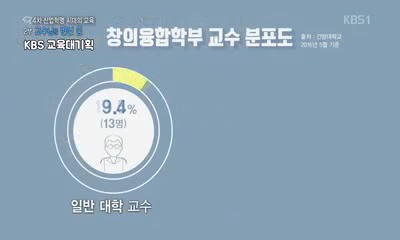 4차 산업혁명 시대의 교육
KBS 교육대기획
창의융합학부 교수 분포도
출처 : 건양대학교
2016년 5월 기준
KBS1
9.4%
(13명)
일반 대학 교수